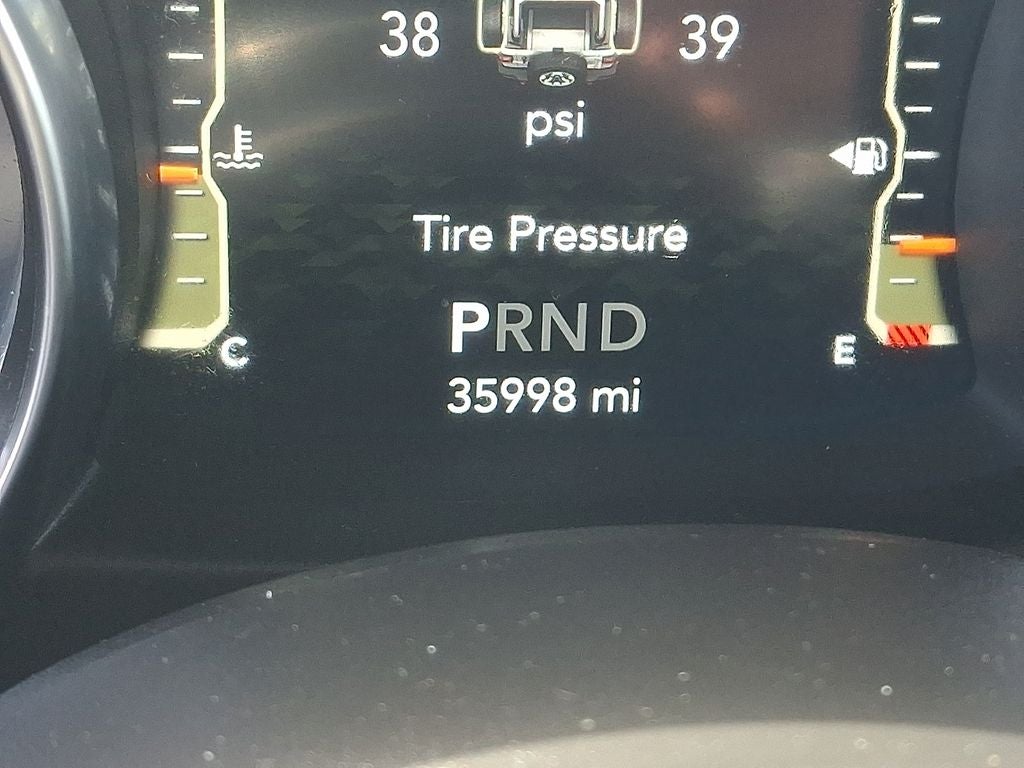 38 39
psi
Tire Pressure
PRND
C E
35998 mi